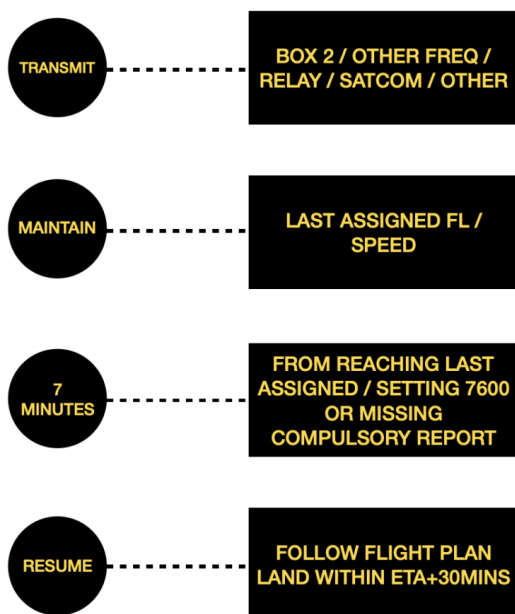 TRANSMIT
BOX 2 / OTHER FREQ /
RELAY / SATCOM / OTHER
MAINTAIN
LAST ASSIGNED FL /
SPEED
7
MINUTES
FROM REACHING LAST
ASSIGNED / SETTING 7600
OR MISSING
COMPULSORY REPORT
RESUME
FOLLOW FLIGHT PLAN
LAND WITHIN ETA+30MINS